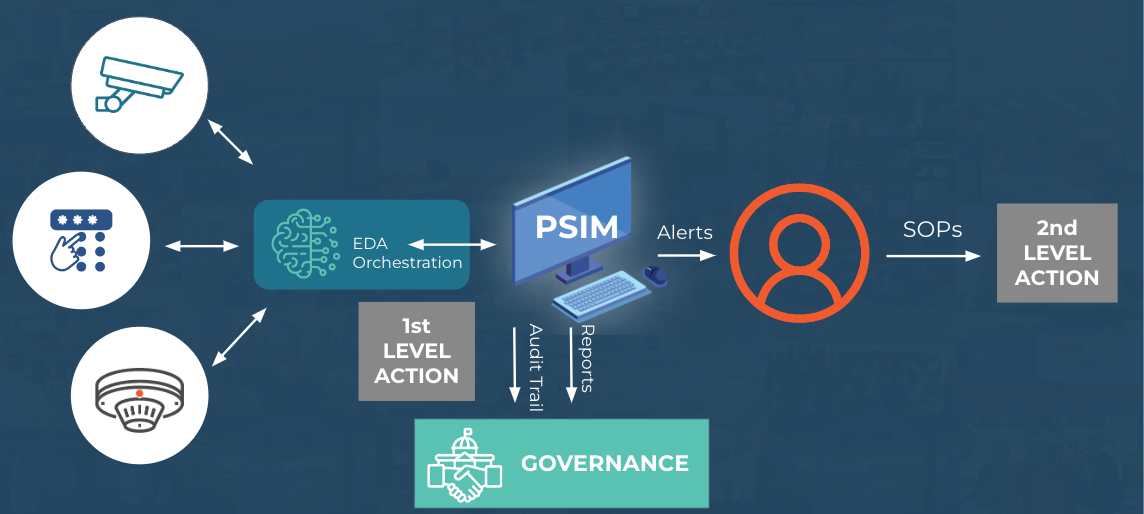 EDA
Orchestration
PSIM
Alerts
SOPs
2nd
LEVEL
ACTION
1st
LEVEL
ACTION
Audit Trail
Reports
GOVERNANCE